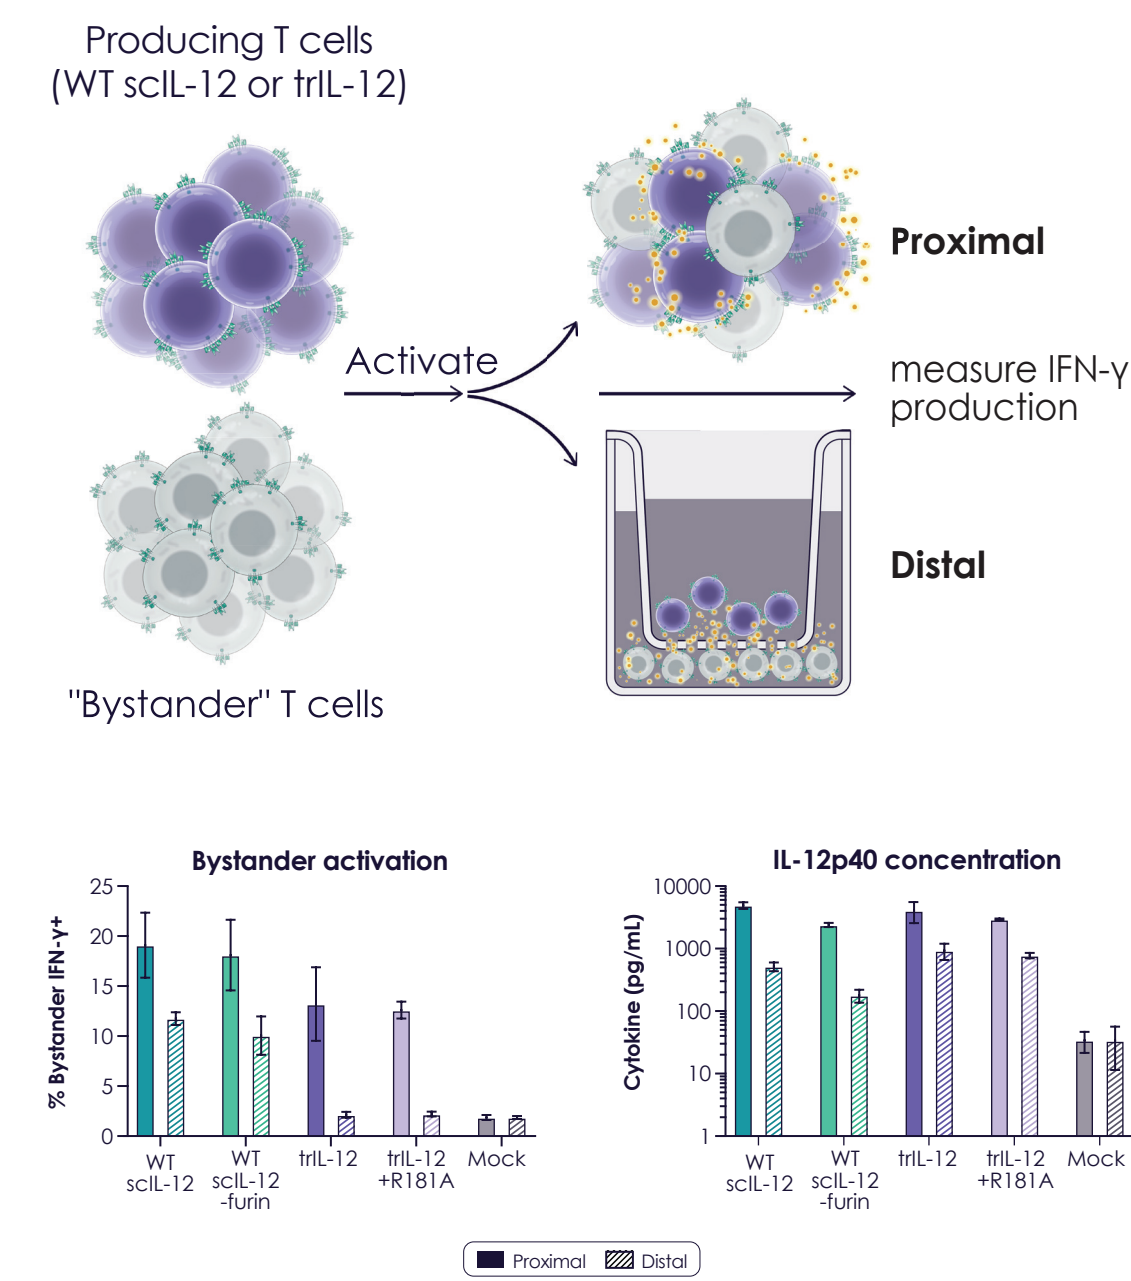 Producing T cells
(WT scIL-12 or trIL-12)
Proximal
Activate
measure IFN-γ
production
Distal
"Bystander" T cells
Bystander activation
% Bystander IFN-γ+
25
20
15
10
5
0
WT
scIL-12
WT
scIL-12
-furin
trIL-12
trIL-12
+R181A
Mock
IL-12p40 concentration
Cytokine (pg/mL)
10000
1000
100
10
1
WT
scIL-12
WT
scIL-12
-furin
trIL-12
trIL-12
+R181A
Mock
Proximal
Distal